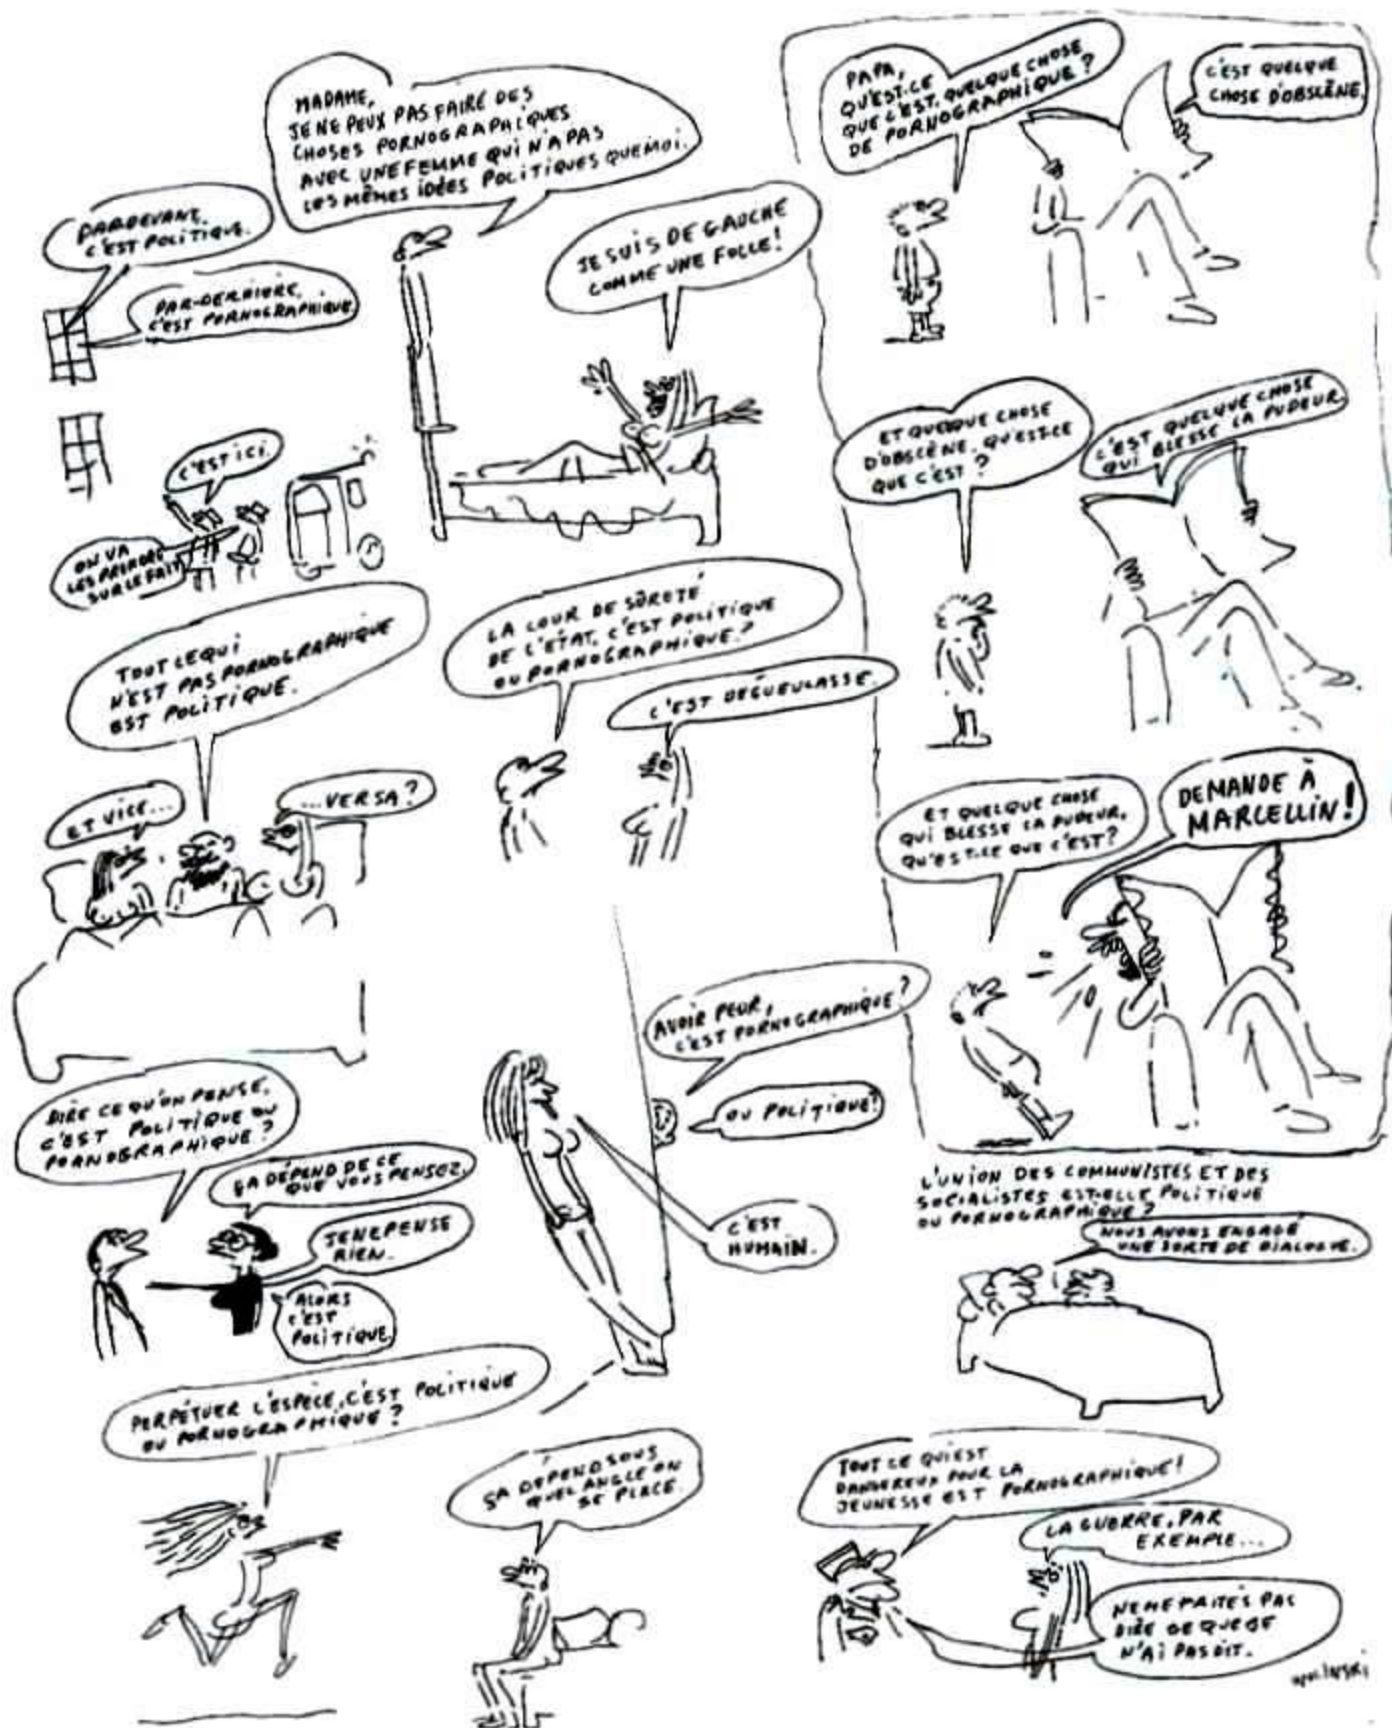 MADAME,
JE NE PEUX PAS FAIRE DES
CHOSES PORNOGRAPHIQUES
AVEC UNE FEMME QUI N'A PAS
LES MÊMES IDÉES POLITIQUES QUE MOI.
PAR DEVANT,
C'EST POLITIQUE.
PAR-DERRIÈRE,
C'EST PORNOGRAPHIQUE
JE SUIS DE GAUCHE
COMME UNE FOLLE!
C'EST ICI.
ON VA
LES PRENDRE
SUR LE FAIT
TOUT CE QUI
N'EST PAS PORNOGRAPHIQUE
EST POLITIQUE.
ET VICE...
...VERSA?
LA COUR DE SÛRETÉ
DE L'ÉTAT, C'EST POLITIQUE
OU PORNOGRAPHIQUE?
C'EST DÉGUEULASSE.
DIRE CE QU'ON PENSE,
C'EST POLITIQUE OU
PORNOGRAPHIQUE?
ÇA DÉPEND DE CE
QUE VOUS PENSEZ.
JE NE PENSE
RIEN.
ALORS
C'EST
POLITIQUE
AVOIR PEUR,
C'EST PORNOGRAPHIQUE?
OU POLITIQUE?
C'EST
HUMAIN.
PERPÉTUER L'ESPÈCE, C'EST POLITIQUE
OU PORNOGRAPHIQUE?
ÇA DÉPEND SOUS
QUEL ANGLE ON
SE PLACE.
PAPA,
QU'EST-CE
QUE C'EST, QUELQUE CHOSE
DE PORNOGRAPHIQUE?
C'EST QUELQUE
CHOSE D'OBSCÈNE.
ET QUELQUE CHOSE
D'OBSCÈNE, QU'EST-CE
QUE C'EST?
C'EST QUELQUE CHOSE
QUI BLESSE LA PUDEUR
ET QUELQUE CHOSE
QUI BLESSE LA PUDEUR,
QU'EST-CE QUE C'EST?
DEMANDE À
MARCELLIN!
L'UNION DES COMMUNISTES ET DES
SOCIALISTES EST-ELLE POLITIQUE
OU PORNOGRAPHIQUE?
NOUS AVONS ENGAGÉ
UNE SORTE DE DIALOGUE.
TOUT CE QUI EST
DANGEREUX POUR LA
JEUNESSE EST PORNOGRAPHIQUE!
LA GUERRE, PAR
EXEMPLE...
NE ME FAITES PAS
DIRE CE QUE JE
N'AI PAS DIT.
WOLINSKI